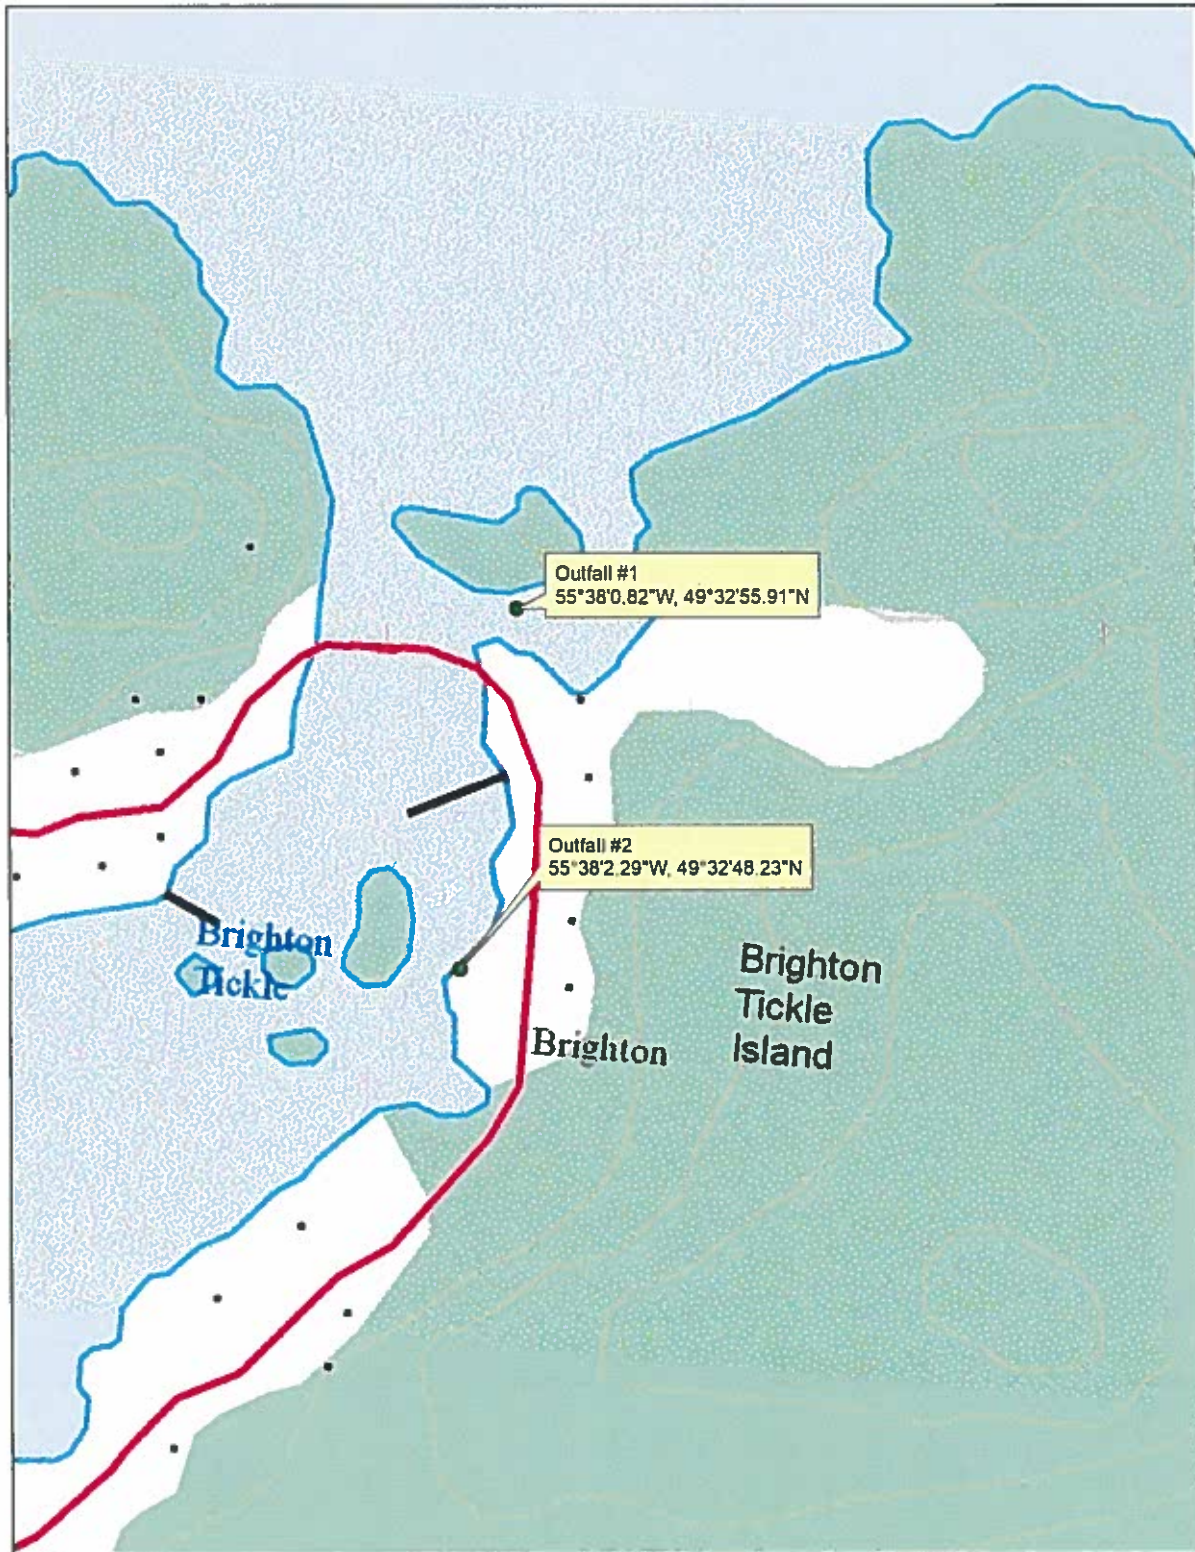 Outfall #1
55°38'0.82"W, 49°32'55.91"N
Outfall #2
55°38'2.29"W, 49°32'48.23"N
Brighton
Tickle
Brighton
Tickle
Island
Brighton